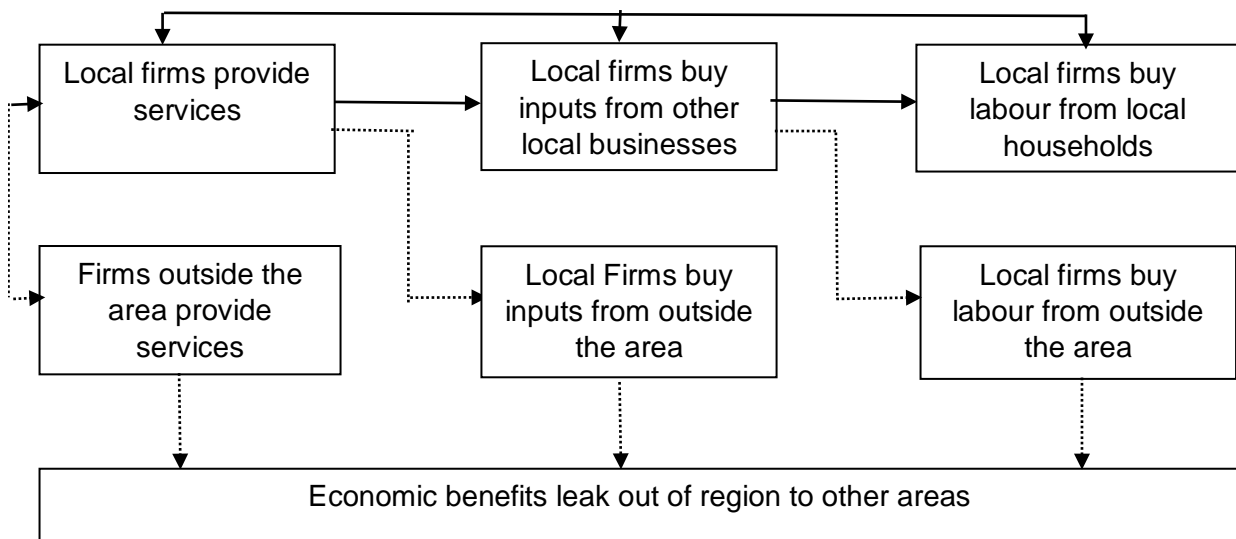 Local firms provide
services
Local firms buy
inputs from other
local businesses
Local firms buy
labour from local
households
Firms outside the
area provide
services
Local Firms buy
inputs from outside
the area
Local firms buy
labour from outside
the area
Economic benefits leak out of region to other areas